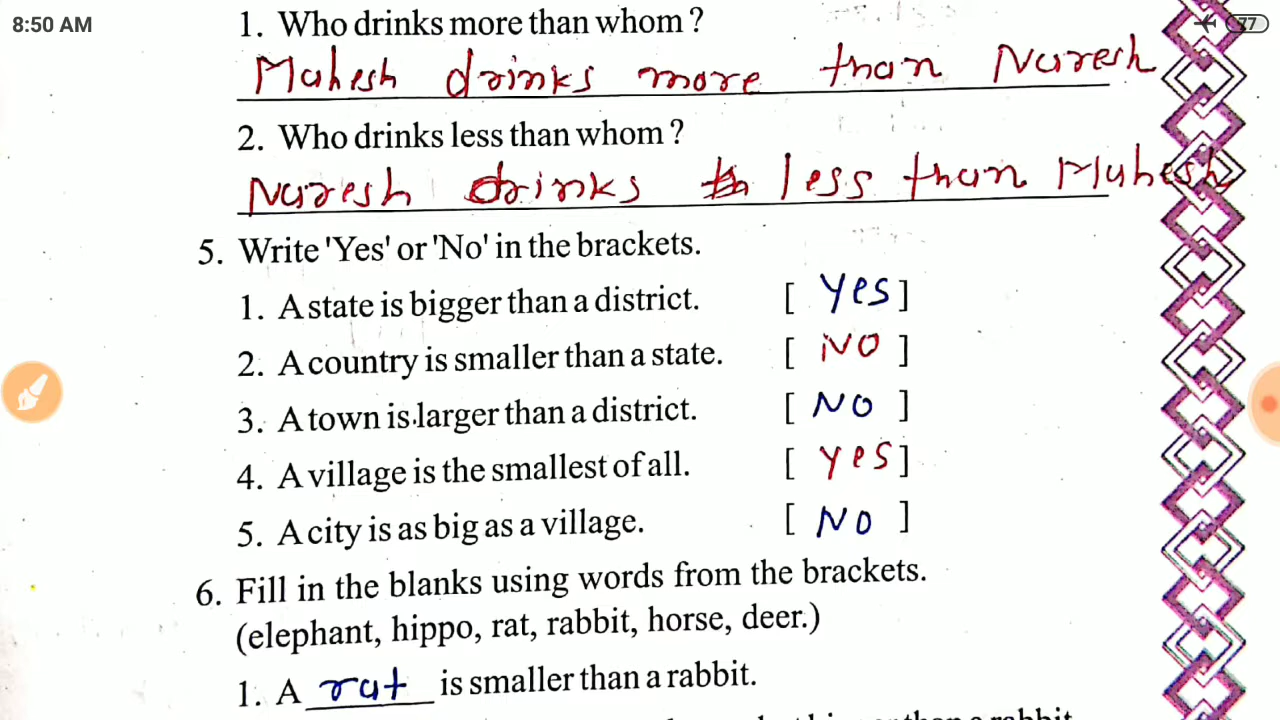 8:50 AM
77
1. Who drinks more than whom ?
Mahesh drinks more than Naresh
2. Who drinks less than whom ?
Naresh drinks less than Mahesh
5. Write 'Yes' or 'No' in the brackets.
1. A state is bigger than a district. [ Yes ]
2. A country is smaller than a state. [ NO ]
3. A town is larger than a district. [ NO ]
4. A village is the smallest of all. [ Yes ]
5. A city is as big as a village. [ NO ]
6. Fill in the blanks using words from the brackets.
(elephant, hippo, rat, rabbit, horse, deer.)
1. A rat is smaller than a rabbit.
than a rabbit